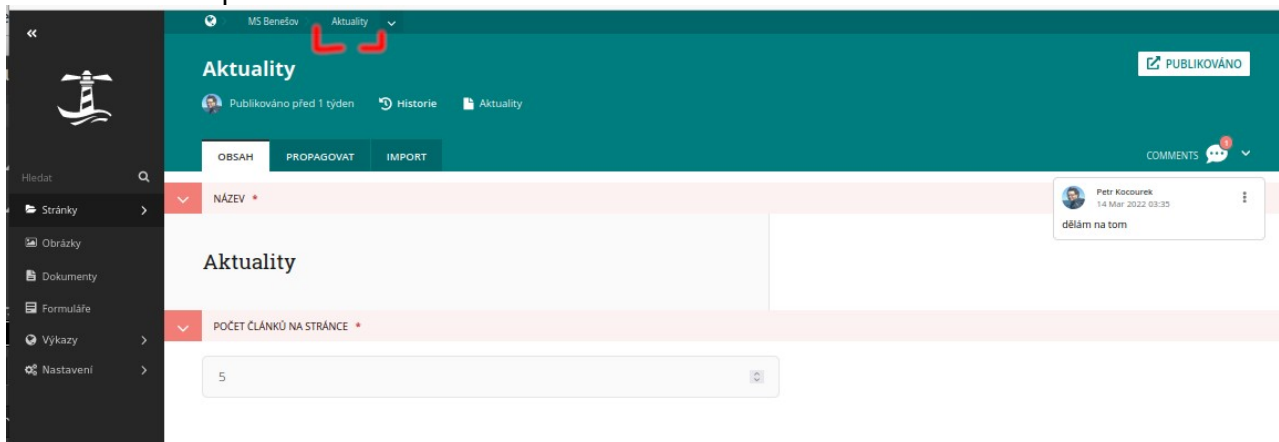 MS Benešov Aktuality
Aktuality
PUBLIKOVÁNO
Publikováno před 1 týden Historie Aktuality
OBSAH PROPAGOVAT IMPORT
COMMENTS 1
Hledat
Stránky
Obrázky
Dokumenty
Formuláře
Výkazy
Nastavení
NÁZEV *
Aktuality
POČET ČLÁNKŮ NA STRÁNCE *
5
Petr Kocourek
14 Mar 2022 03:35
dělám na tom